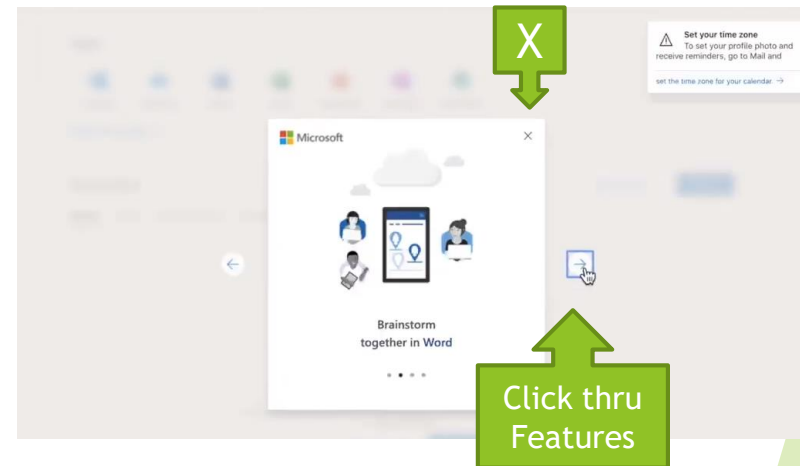 X
Set your time zone
To set your profile photo and
receive reminders, go to Mail and
set the time zone for your calendar. →
Microsoft
Brainstorm
together in Word
Click thru
Features